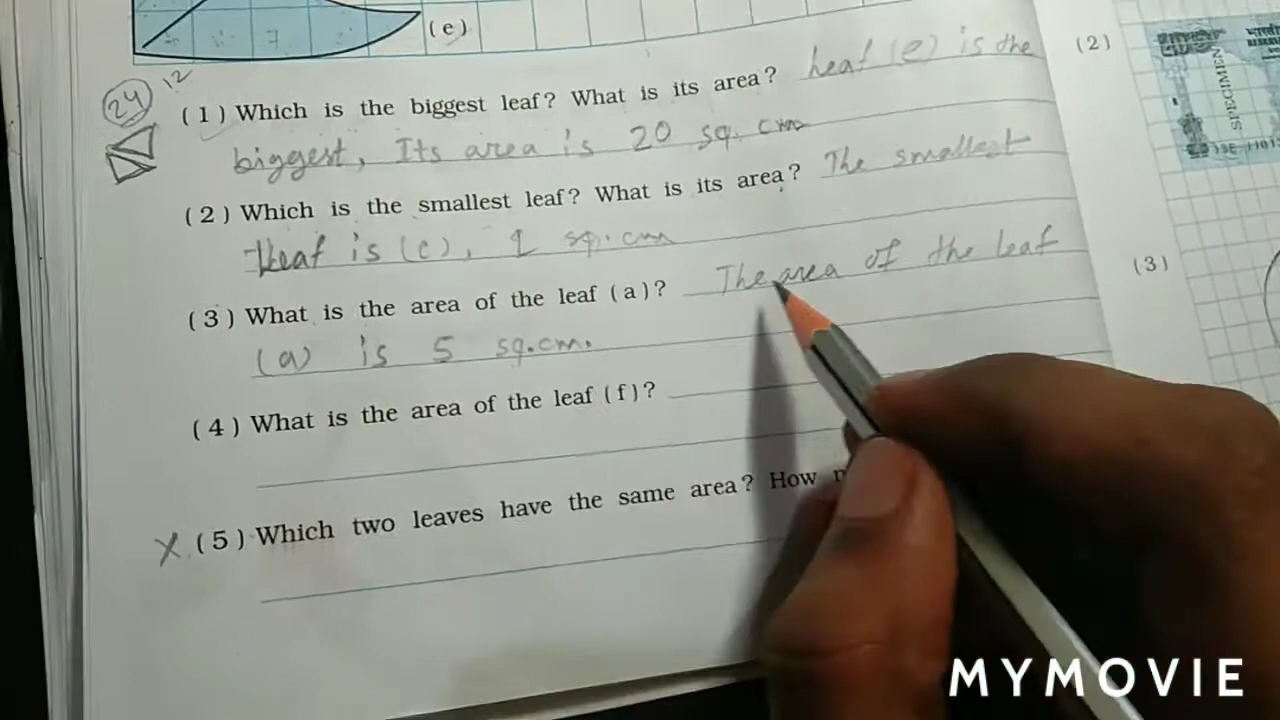 (e)
24
12
(1) Which is the biggest leaf? What is its area? Leaf (e) is the
biggest, Its area is 20 sq. cm
(2) Which is the smallest leaf? What is its area? The smallest
leaf is (c), 1 sq.cm
(3) What is the area of the leaf (a)? The area of the leaf
(a) is 5 sq.cm.
(4) What is the area of the leaf (f)?
X (5) Which two leaves have the same area? How
(2)
SPECIMEN
(3)
MYMOVIE